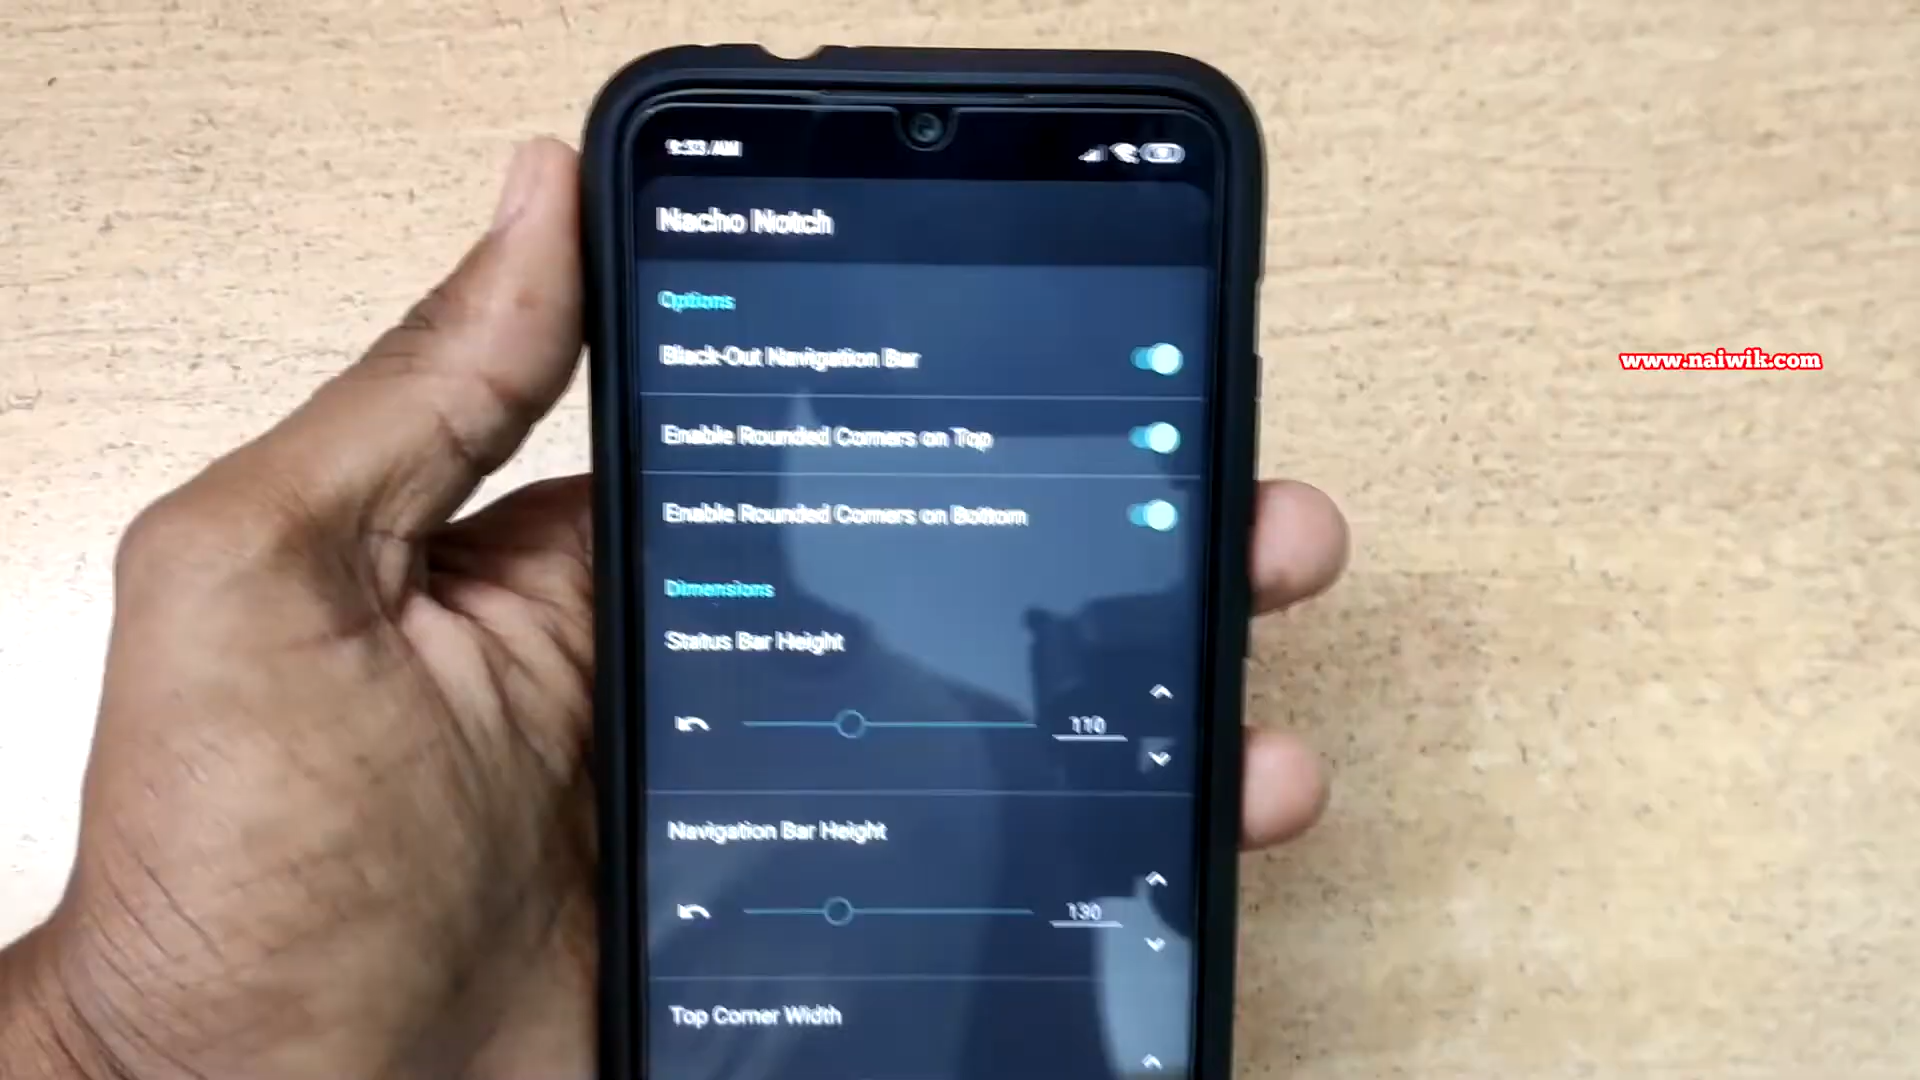 9:53 AM
Nacho Notch
Options
Black-Out Navigation Bar
www.naiwik.com
Enable Rounded Corners on Top
Enable Rounded Corners on Bottom
Dimensions
Status Bar Height
110
Navigation Bar Height
130
Top Corner Width